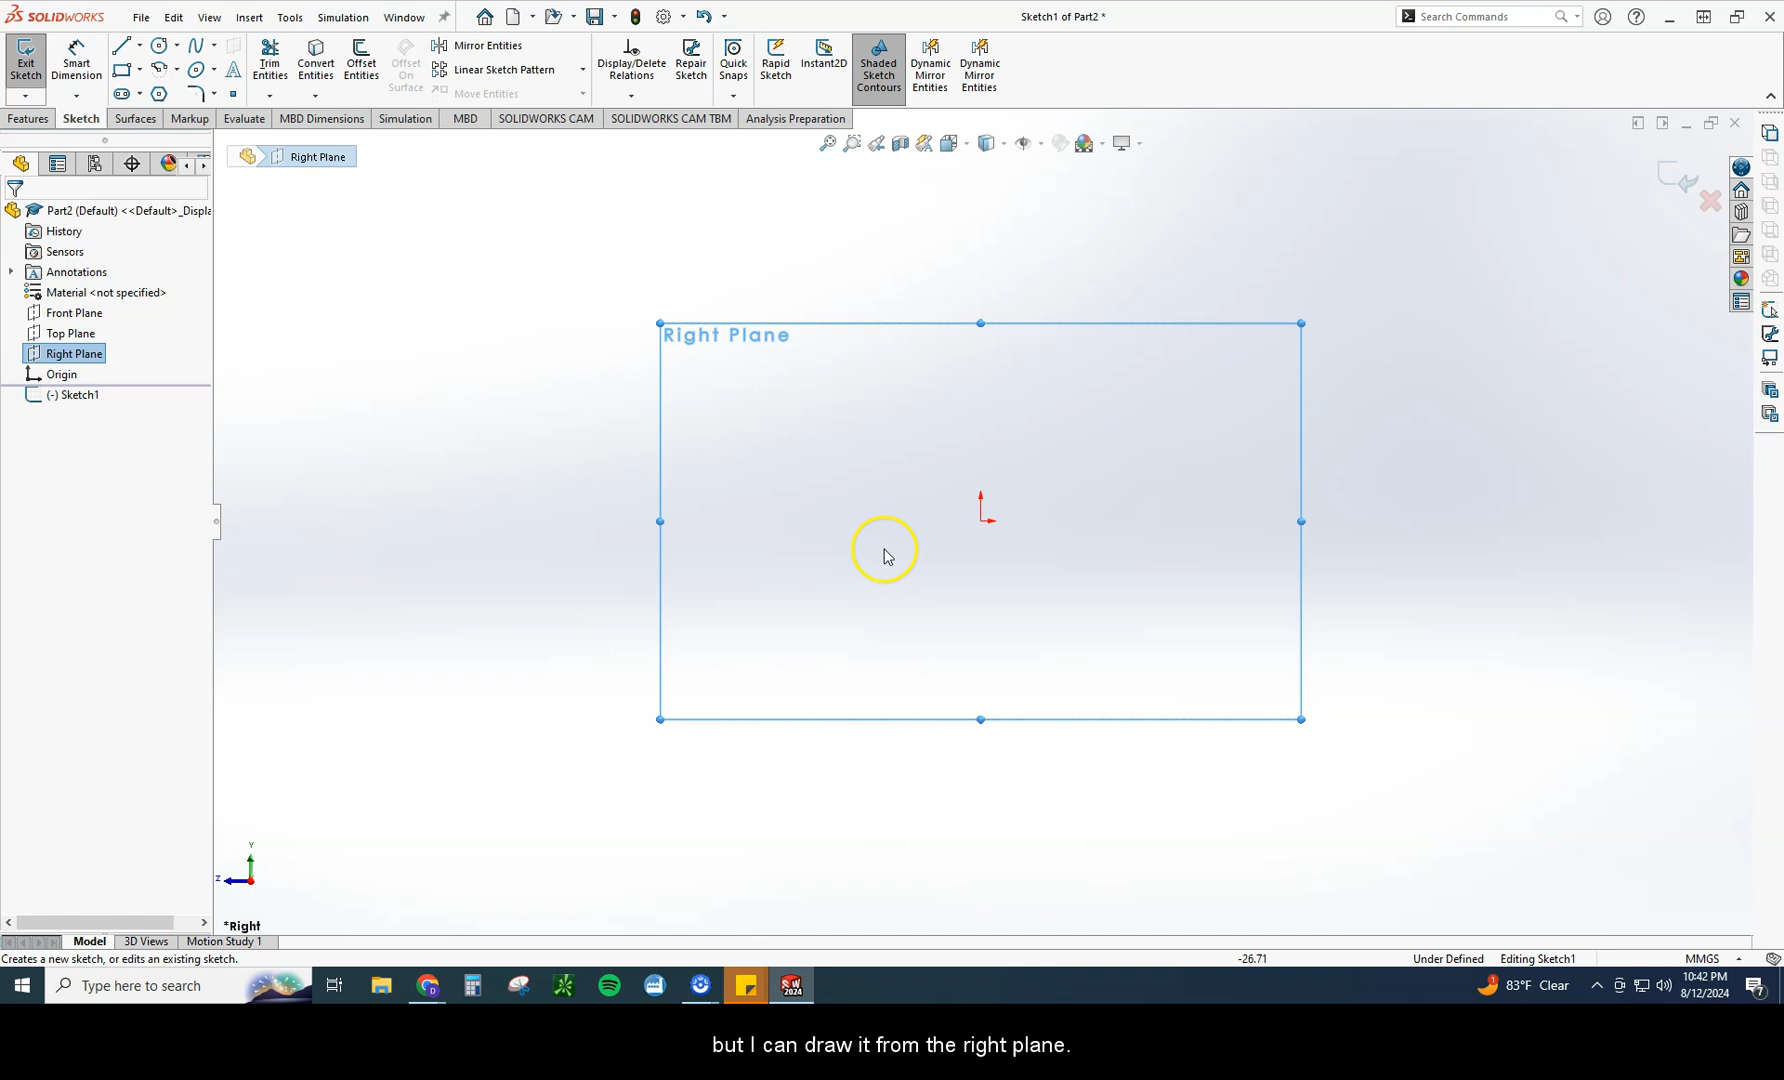 SOLIDWORKS File Edit View Insert Tools Simulation Window Sketch1 of Part2 * Search Commands
Exit Sketch
Smart Dimension
Trim Entities
Convert Entities
Offset Entities
Offset On Surface
Mirror Entities
Linear Sketch Pattern
Move Entities
Display/Delete Relations
Repair Sketch
Quick Snaps
Rapid Sketch
Instant2D
Shaded Sketch Contours
Dynamic Mirror Entities
Dynamic Mirror Entities
Features Sketch Surfaces Markup Evaluate MBD Dimensions Simulation MBD SOLIDWORKS CAM SOLIDWORKS CAM TBM Analysis Preparation
Right Plane
Part2 (Default) <<Default>_Displa
History
Sensors
Annotations
Material <not specified>
Front Plane
Top Plane
Right Plane
Origin
(-) Sketch1
Right Plane
Y
Z
*Right
Model 3D Views Motion Study 1
Creates a new sketch, or edits an existing sketch. -26.71 Under Defined Editing Sketch1 MMGS
Type here to search
SW 2024
1 83°F Clear
10:42 PM
8/12/2024
7
but I can draw it from the right plane.